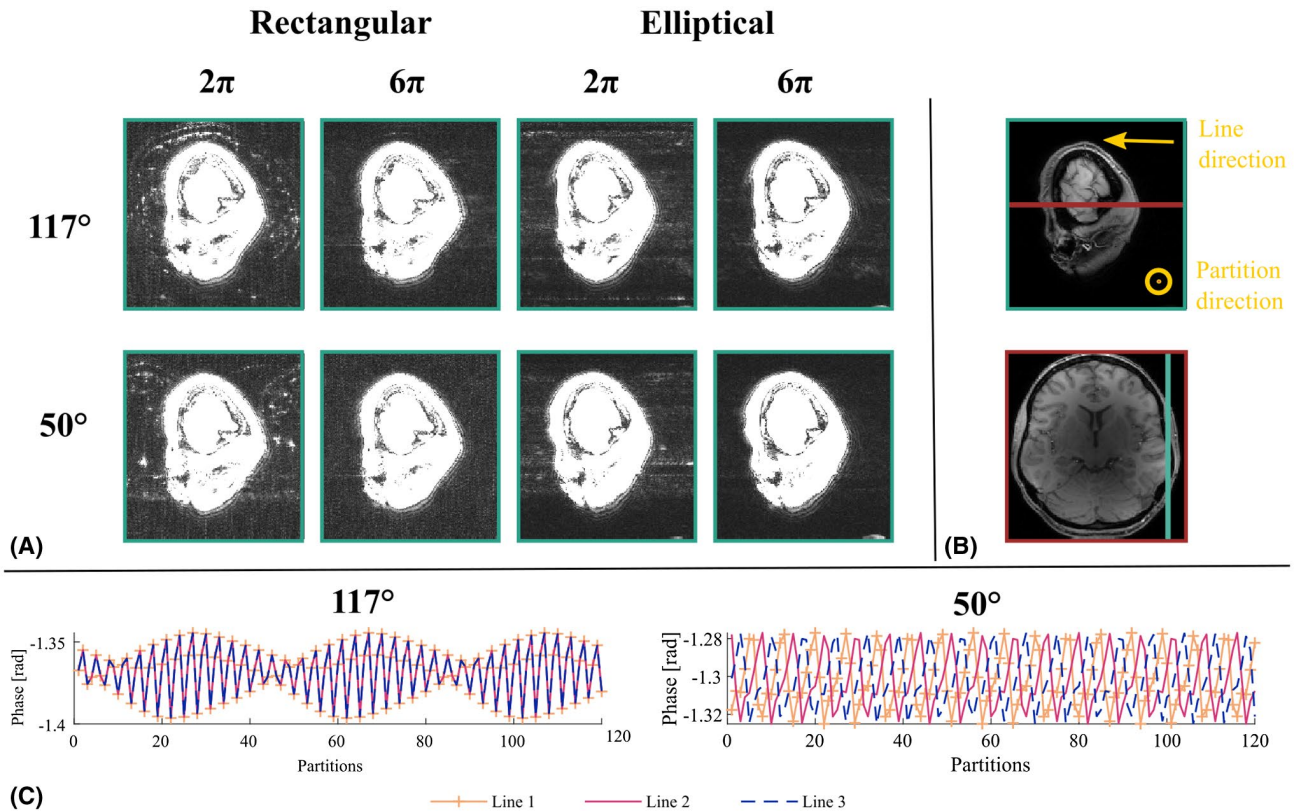 Rectangular Elliptical
2π 6π 2π 6π
117°
50°
(A)
Line
direction
Partition
direction
(B)
117°
Phase [rad]
-1.35
-1.4
0 20 40 60 80 100 120
Partitions
50°
Phase [rad]
-1.28
-1.3
-1.32
0 20 40 60 80 100 120
Partitions
(C)
Line 1 Line 2 Line 3